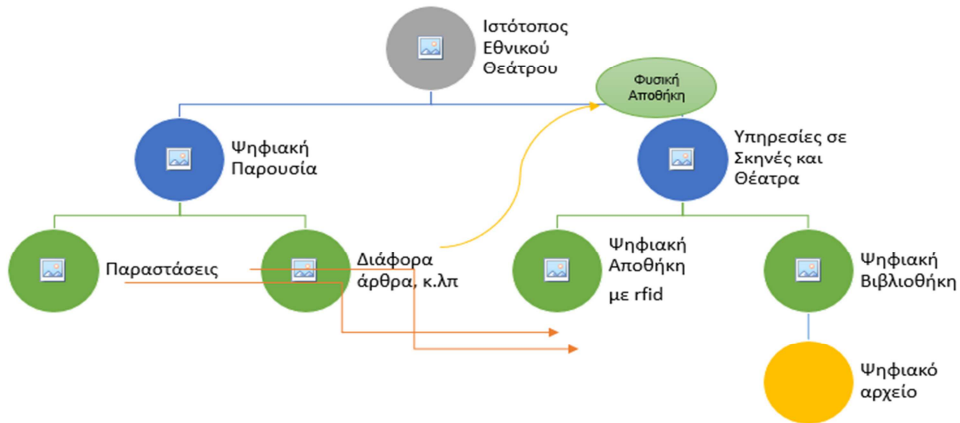 Ιστότοπος
Εθνικού
Θεάτρου
Φυσική
Αποθήκη
Ψηφιακή
Παρουσία
Υπηρεσίες σε
Σκηνές και
Θέατρα
Παραστάσεις
Διάφορα
άρθρα, κ.λπ
Ψηφιακή
Αποθήκη
με rfid
Ψηφιακή
Βιβλιοθήκη
Ψηφιακό
αρχείο